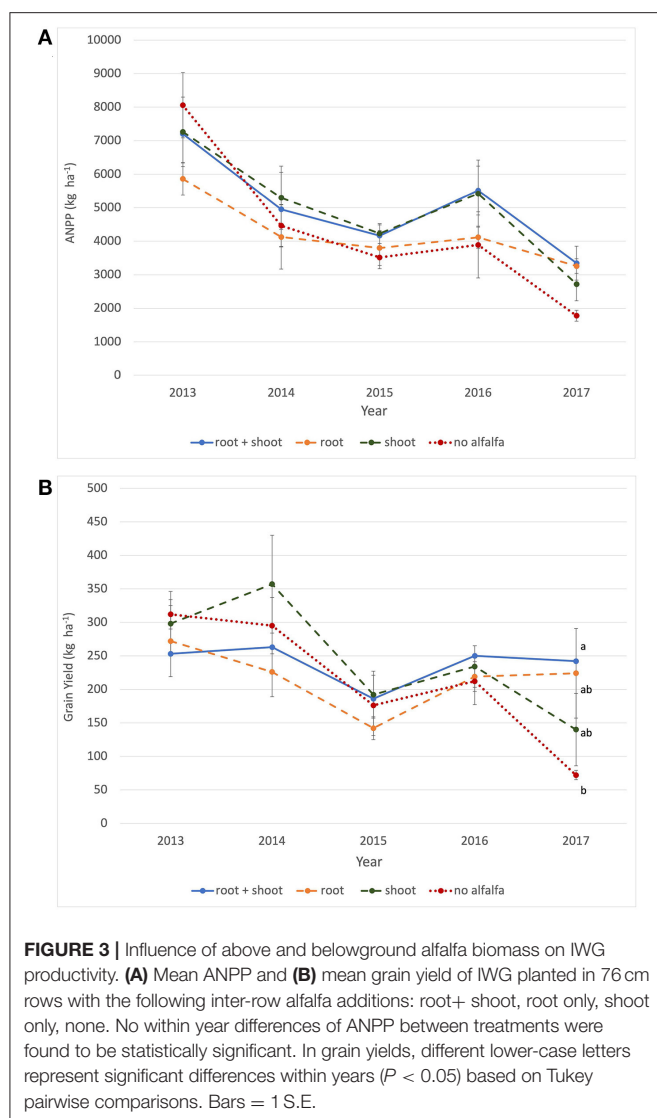 A
10000
9000
8000
7000
6000
5000
4000
3000
2000
1000
0
ANPP (kg ha⁻¹)
2013 2014 2015 2016 2017
Year
root + shoot root shoot no alfalfa
B
500
450
400
350
300
250
200
150
100
50
0
Grain Yield (kg ha⁻¹)
a
ab
ab
b
2013 2014 2015 2016 2017
Year
root + shoot root shoot no alfalfa
FIGURE 3 | Influence of above and belowground alfalfa biomass on IWG
productivity. (A) Mean ANPP and (B) mean grain yield of IWG planted in 76 cm
rows with the following inter-row alfalfa additions: root+ shoot, root only, shoot
only, none. No within year differences of ANPP between treatments were
found to be statistically significant. In grain yields, different lower-case letters
represent significant differences within years (P < 0.05) based on Tukey
pairwise comparisons. Bars = 1 S.E.